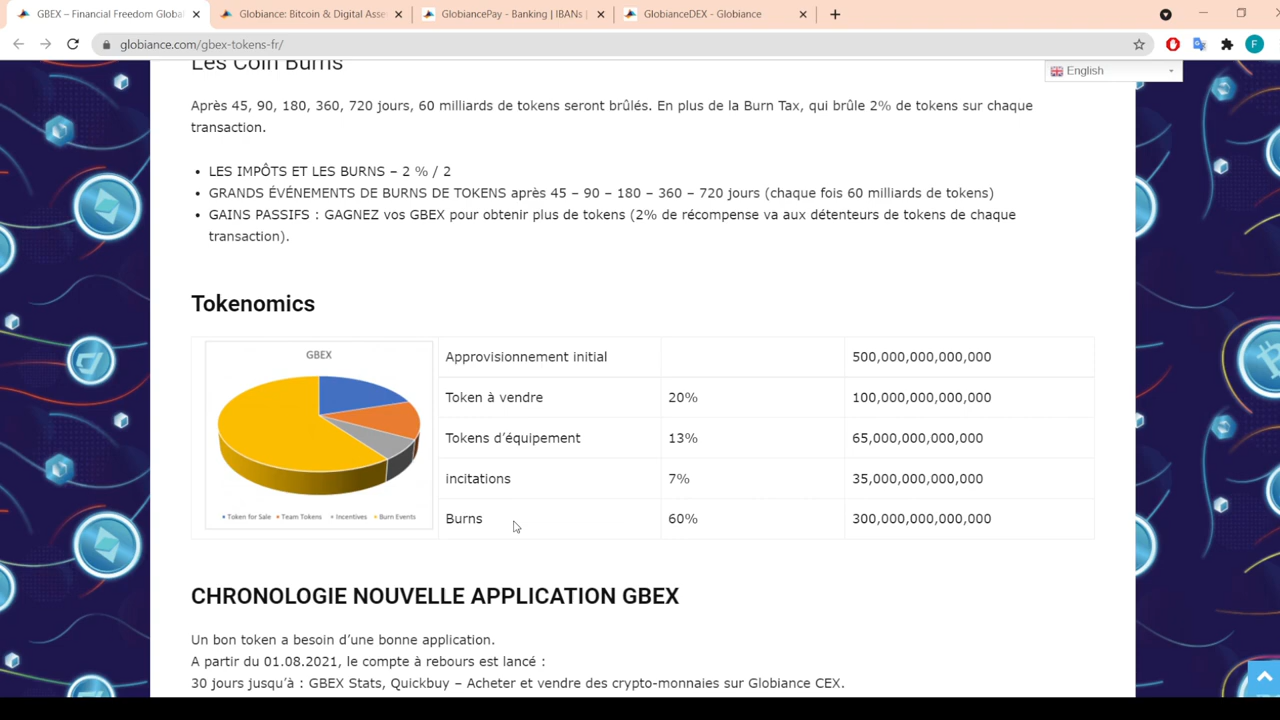 GBEX – Financial Freedom Global
Globiance: Bitcoin & Digital Asse
GlobiancePay - Banking | IBANs |
GlobianceDEX - Globiance
globiance.com/gbex-tokens-fr/
F
English
Les Coin Burns
Après 45, 90, 180, 360, 720 jours, 60 milliards de tokens seront brûlés. En plus de la Burn Tax, qui brûle 2% de tokens sur chaque
transaction.
• LES IMPÔTS ET LES BURNS – 2 % / 2
• GRANDS ÉVÉNEMENTS DE BURNS DE TOKENS après 45 – 90 – 180 – 360 – 720 jours (chaque fois 60 milliards de tokens)
• GAINS PASSIFS : GAGNEZ vos GBEX pour obtenir plus de tokens (2% de récompense va aux détenteurs de tokens de chaque
transaction).
Tokenomics
GBEX
Token for Sale Team Tokens Incentives Burn Events
Approvisionnement initial 500,000,000,000,000
Token à vendre 20% 100,000,000,000,000
Tokens d’équipement 13% 65,000,000,000,000
incitations 7% 35,000,000,000,000
Burns 60% 300,000,000,000,000
CHRONOLOGIE NOUVELLE APPLICATION GBEX
Un bon token a besoin d’une bonne application.
A partir du 01.08.2021, le compte à rebours est lancé :
30 jours jusqu’à : GBEX Stats, Quickbuy – Acheter et vendre des crypto-monnaies sur Globiance CEX.